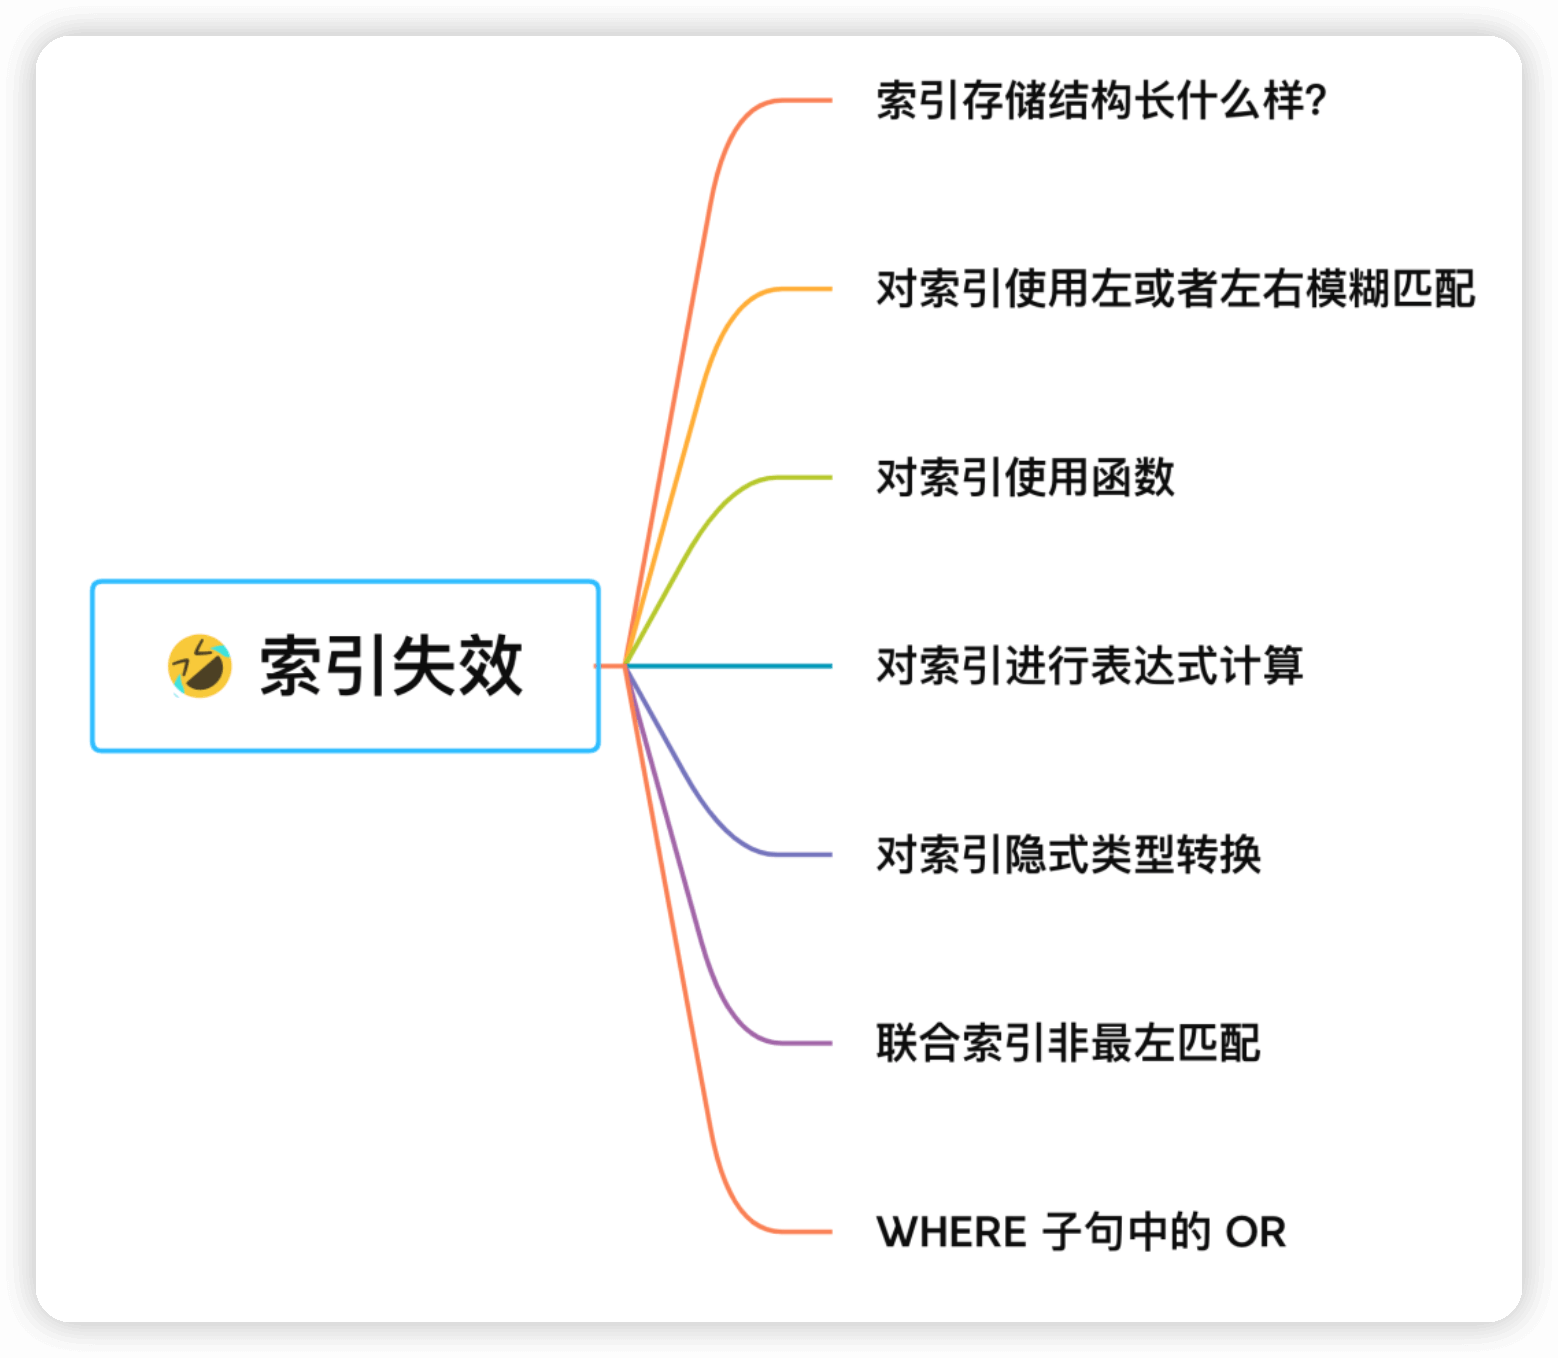 索引存储结构长什么样?
对索引使用左或者左右模糊匹配
对索引使用函数
🤣 索引失效
对索引进行表达式计算
对索引隐式类型转换
联合索引非最左匹配
WHERE 子句中的 OR